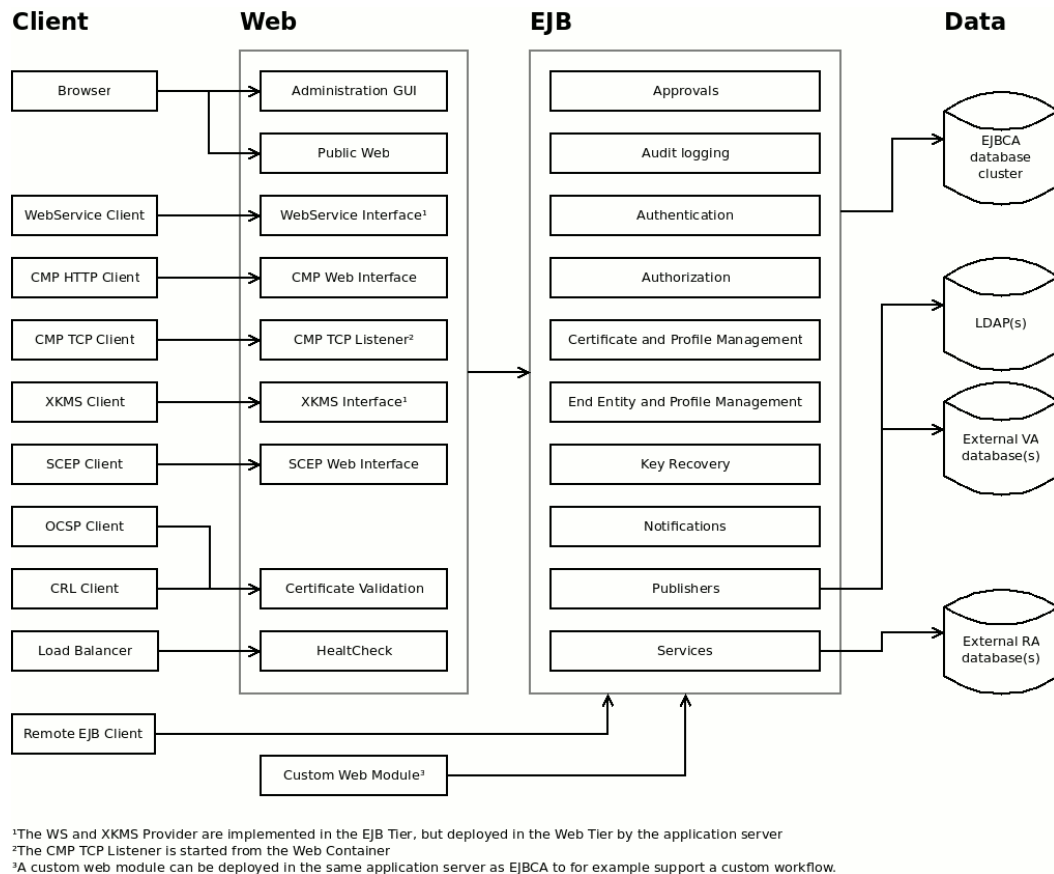 Client
Web
EJB
Data
Browser
Administration GUI
Approvals
Public Web
Audit logging
EJBCA
database
cluster
WebService Client
WebService Interface¹
Authentication
CMP HTTP Client
CMP Web Interface
Authorization
CMP TCP Client
CMP TCP Listener²
Certificate and Profile Management
LDAP(s)
XKMS Client
XKMS Interface¹
End Entity and Profile Management
External VA
database(s)
SCEP Client
SCEP Web Interface
Key Recovery
OCSP Client
Notifications
CRL Client
Certificate Validation
Publishers
Load Balancer
HealtCheck
Services
External RA
database(s)
Remote EJB Client
Custom Web Module³
¹The WS and XKMS Provider are implemented in the EJB Tier, but deployed in the Web Tier by the application server
²The CMP TCP Listener is started from the Web Container
³A custom web module can be deployed in the same application server as EJBCA to for example support a custom workflow.